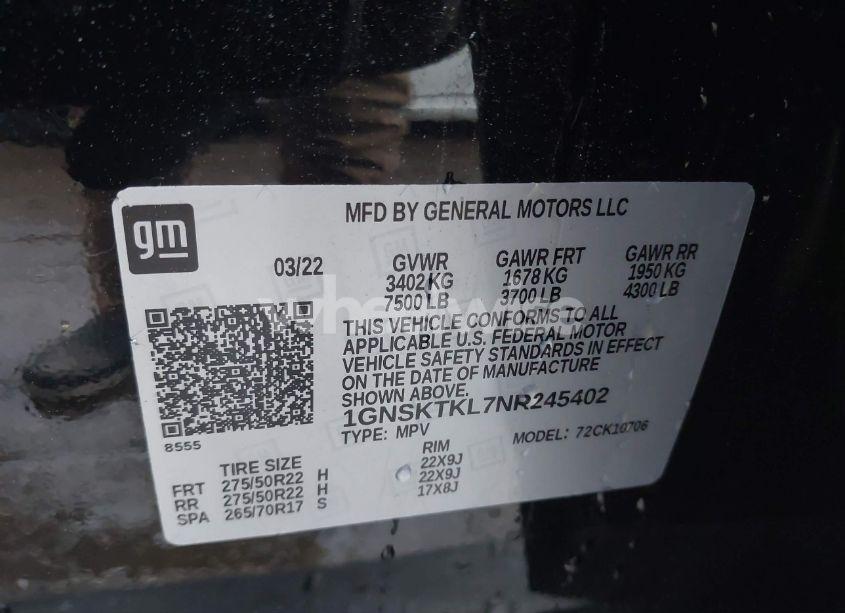 gm
MFD BY GENERAL MOTORS LLC
03/22
GVWR GAWR FRT GAWR RR
3402 KG 1678 KG 1950 KG
7500 LB 3700 LB 4300 LB
THIS VEHICLE CONFORMS TO ALL
APPLICABLE U.S. FEDERAL MOTOR
VEHICLE SAFETY STANDARDS IN EFFECT
ON THE DATE OF MANUFACTURE
SHOWN ABOVE.
1GNSKTKL7NR245402
TYPE: MPV MODEL: 72CK10706
8555
TIRE SIZE RIM
FRT 275/50R22 H 22X9J
RR 275/50R22 H 22X9J
SPA 265/70R17 S 17X8J